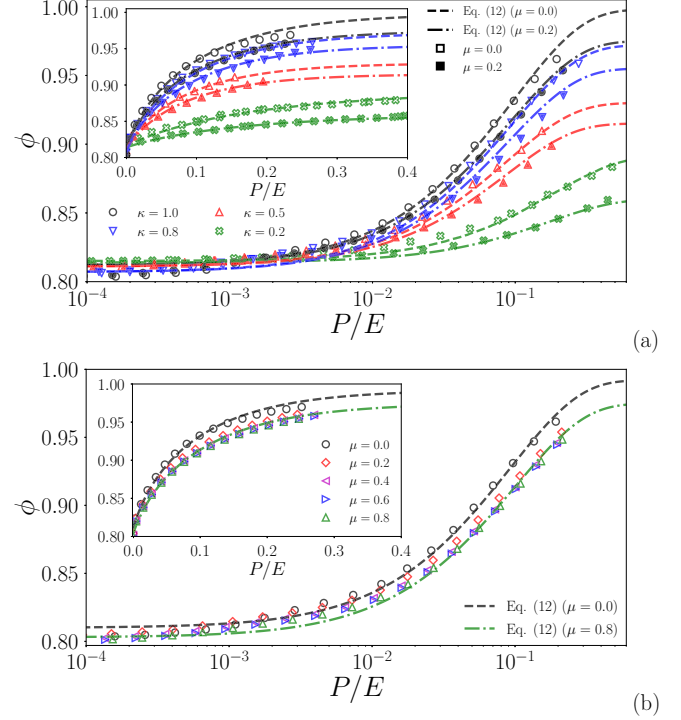 1.00
0.95
0.90
0.85
0.80
ϕ
10⁻⁴
10⁻³
10⁻²
10⁻¹
P/E
(a)
1.00
0.95
0.90
0.85
0.80
ϕ
0.0
0.1
0.2
0.3
0.4
P/E
Eq. (12) (μ = 0.0)
Eq. (12) (μ = 0.2)
μ = 0.0
μ = 0.2
κ = 1.0
κ = 0.8
κ = 0.5
κ = 0.2
1.00
0.95
0.90
0.85
0.80
ϕ
10⁻⁴
10⁻³
10⁻²
10⁻¹
P/E
(b)
1.00
0.95
0.90
0.85
0.80
ϕ
0.0
0.1
0.2
0.3
0.4
P/E
μ = 0.0
μ = 0.2
μ = 0.4
μ = 0.6
μ = 0.8
Eq. (12) (μ = 0.0)
Eq. (12) (μ = 0.8)